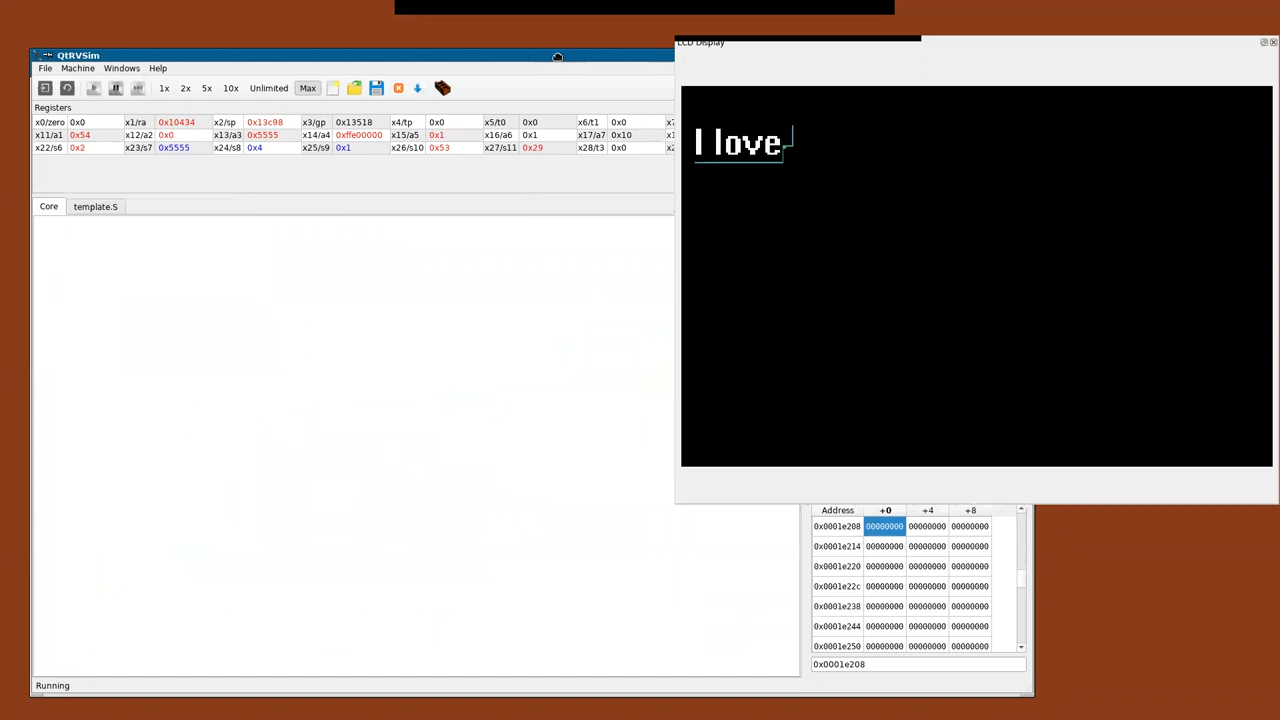 QtRVSim
File Machine Windows Help
1x 2x 5x 10x Unlimited Max
Registers
x0/zero 0x0 x1/ra 0x10434 x2/sp 0x13c98 x3/gp 0x13518 x4/tp 0x0 x5/t0 0x0 x6/t1 0x0
x11/a1 0x54 x12/a2 0x0 x13/a3 0x5555 x14/a4 0xffe00000 x15/a5 0x1 x16/a6 0x1 x17/a7 0x10
x22/s6 0x2 x23/s7 0x5555 x24/s8 0x4 x25/s9 0x1 x26/s10 0x53 x27/s11 0x29 x28/t3 0x0
Core template.S
LCD Display
I love
Address +0 +4 +8
0x0001e208 00000000 00000000 00000000
0x0001e214 00000000 00000000 00000000
0x0001e220 00000000 00000000 00000000
0x0001e22c 00000000 00000000 00000000
0x0001e238 00000000 00000000 00000000
0x0001e244 00000000 00000000 00000000
0x0001e250 00000000 00000000 00000000
0x0001e208
Running